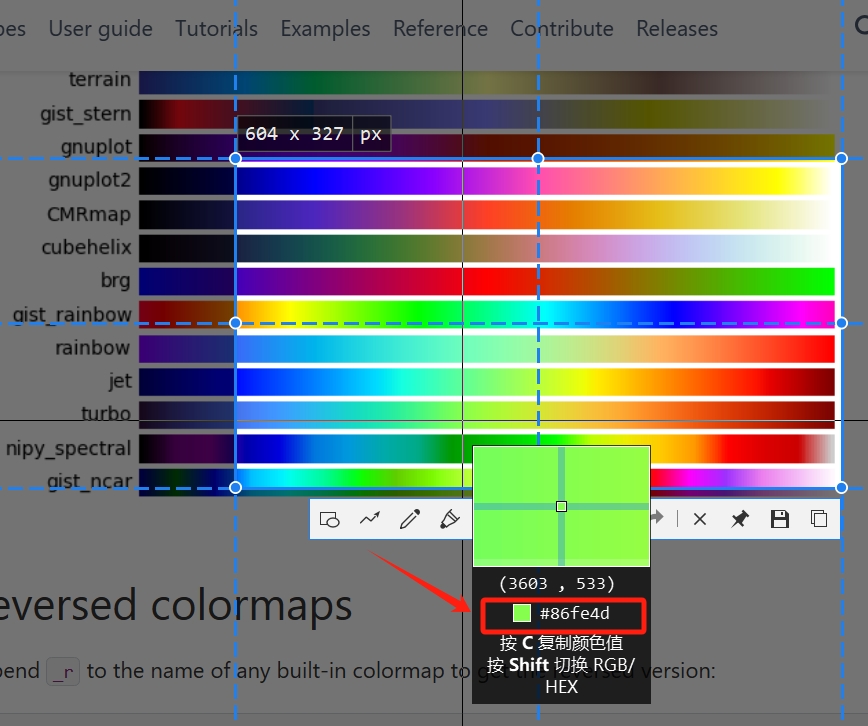 pes User guide Tutorials Examples Reference Contribute Releases
terrain
gist_stern
604 x 327 px
gnuplot
gnuplot2
CMRmap
cubehelix
brg
gist_rainbow
rainbow
jet
turbo
nipy_spectral
gist_ncar
(3603 , 533)
#86fe4d
按 C 复制颜色值
按 Shift 切换 RGB/
HEX
eversed colormaps
pend _r to the name of any built-in colormap to get the reversed version: